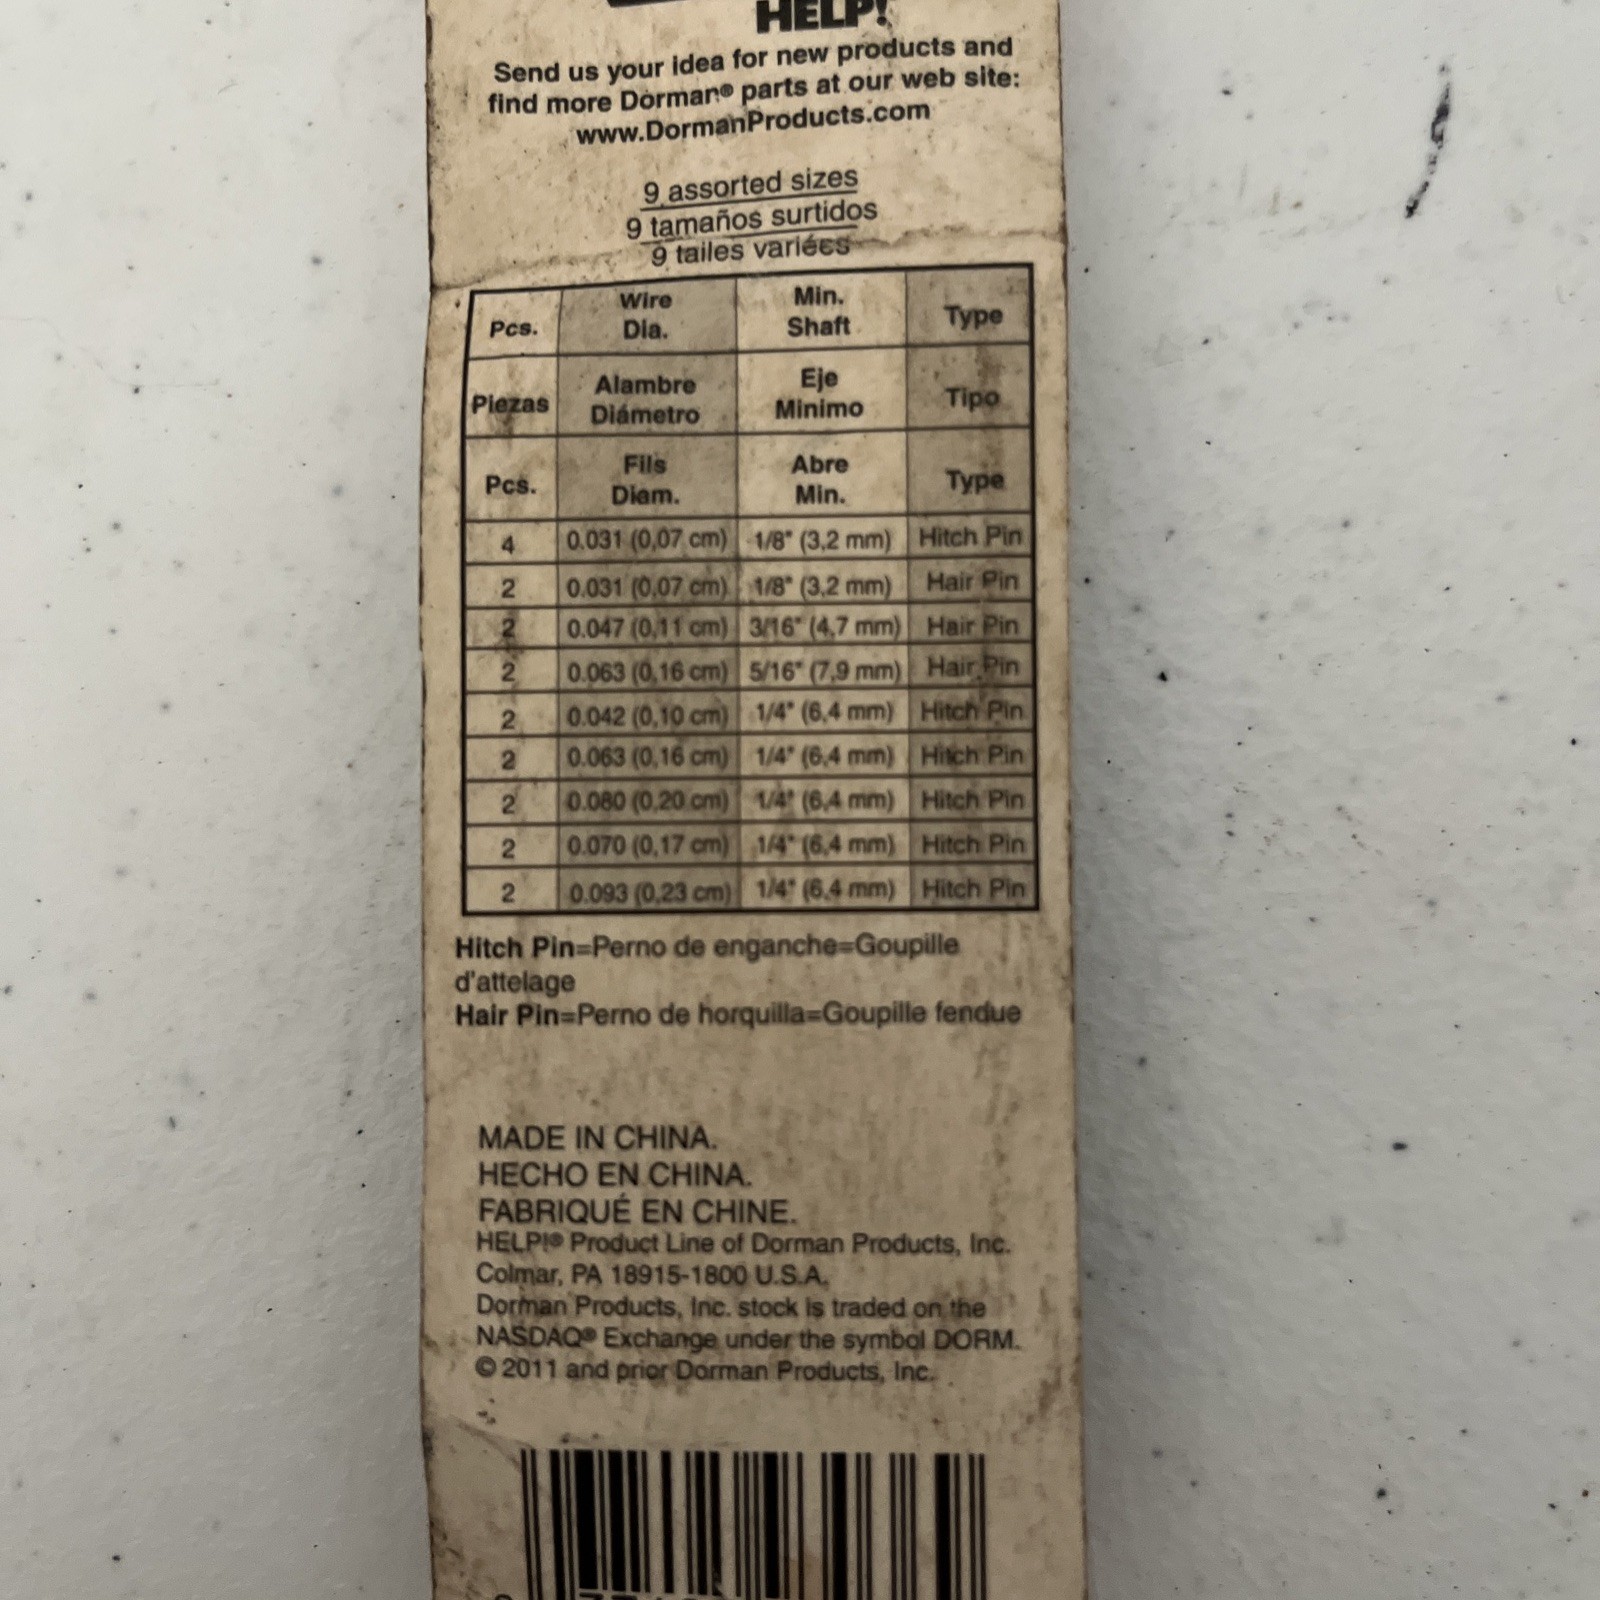 HELP!
Send us your idea for new products and
find more Dorman® parts at our web site:
www.DormanProducts.com
9 assorted sizes
9 tamaños surtidos
9 tailes variées
Pcs. Wire Dia. Min. Shaft Type
Piezas Alambre Diámetro Eje Minimo Tipo
Pcs. Fils Diam. Abre Min. Type
4 0.031 (0,07 cm) 1/8" (3,2 mm) Hitch Pin
2 0.031 (0,07 cm) 1/8" (3,2 mm) Hair Pin
2 0.047 (0,11 cm) 3/16" (4,7 mm) Hair Pin
2 0.063 (0,16 cm) 5/16" (7,9 mm) Hair Pin
2 0.042 (0,10 cm) 1/4" (6,4 mm) Hitch Pin
2 0.063 (0,16 cm) 1/4" (6,4 mm) Hitch Pin
2 0.080 (0,20 cm) 1/4" (6,4 mm) Hitch Pin
2 0.070 (0,17 cm) 1/4" (6,4 mm) Hitch Pin
2 0.093 (0,23 cm) 1/4" (6,4 mm) Hitch Pin
Hitch Pin=Perno de enganche=Goupille
d'attelage
Hair Pin=Perno de horquilla=Goupille fendue
MADE IN CHINA.
HECHO EN CHINA.
FABRIQUÉ EN CHINE.
HELP!® Product Line of Dorman Products, Inc.
Colmar, PA 18915-1800 U.S.A.
Dorman Products, Inc. stock is traded on the
NASDAQ® Exchange under the symbol DORM.
© 2011 and prior Dorman Products, Inc.